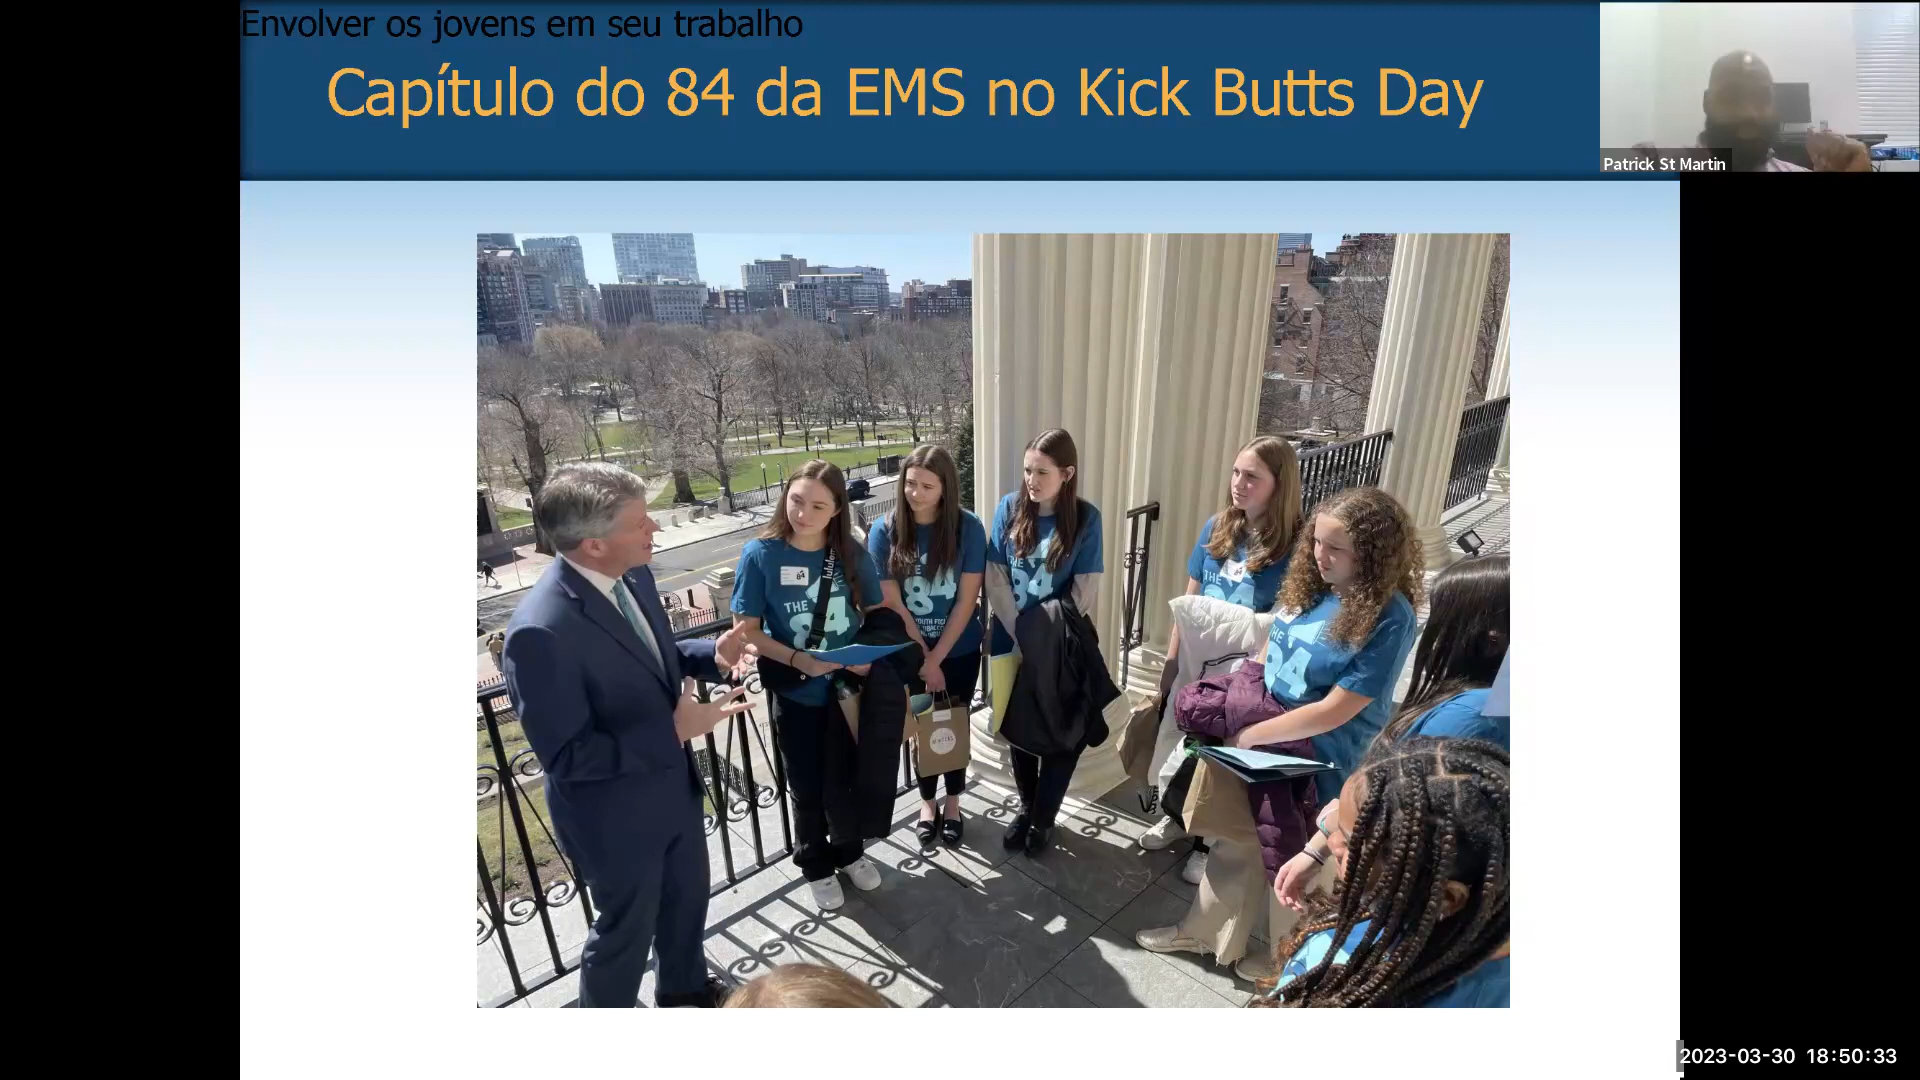 Envolver os jovens em seu trabalho
Capítulo do 84 da EMS no Kick Butts Day
Patrick St Martin
THE
84
84
THE
84
THE
THE
84
2023-03-30 18:50:33